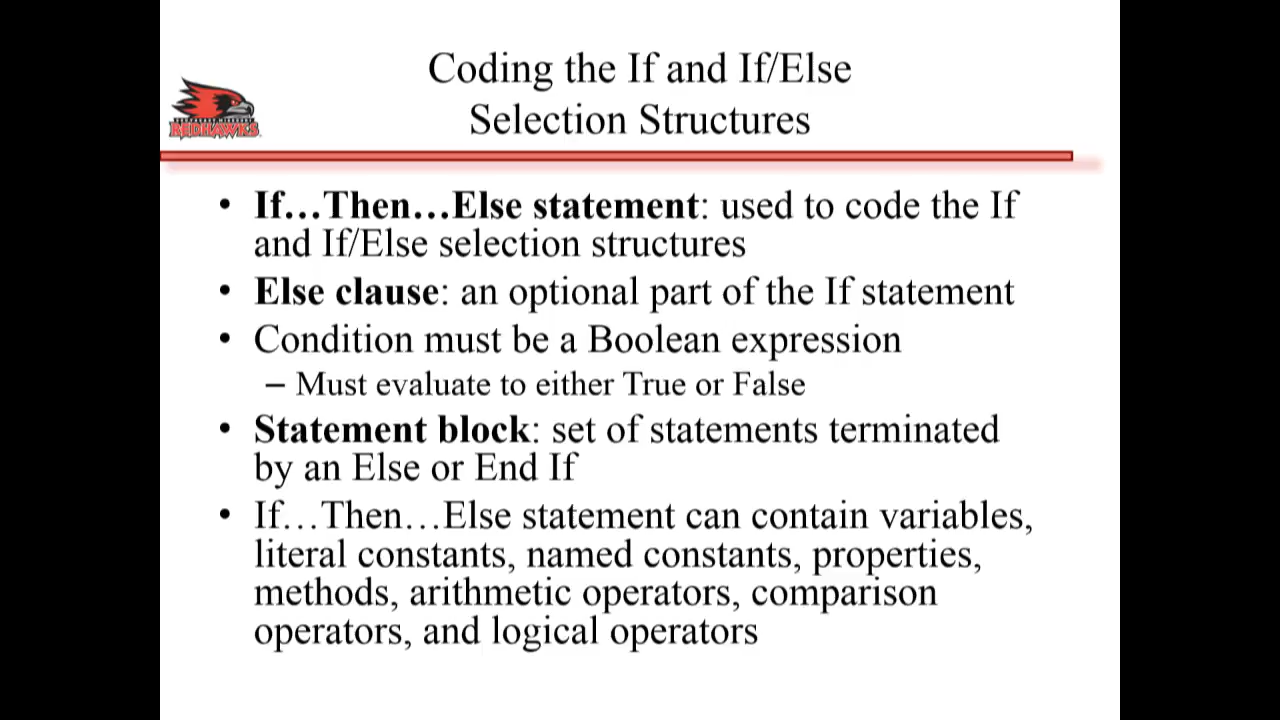 Coding the If and If/Else
Selection Structures
REDHAWKS
• If…Then…Else statement: used to code the If
and If/Else selection structures
• Else clause: an optional part of the If statement
• Condition must be a Boolean expression
– Must evaluate to either True or False
• Statement block: set of statements terminated
by an Else or End If
• If…Then…Else statement can contain variables,
literal constants, named constants, properties,
methods, arithmetic operators, comparison
operators, and logical operators